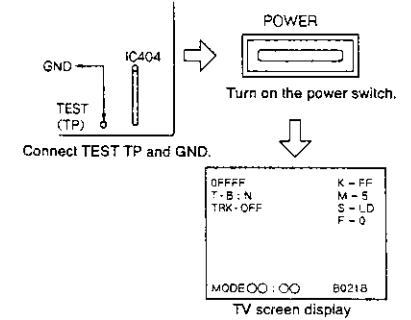 POWER
GND
IC404
TEST
(TP)
Connect TEST TP and GND.
Turn on the power switch.
0FFFF K - FF
T - B : N M - 5
TRK - OFF S - LD
F - 0
MODE○○ : ○○ B0218
TV screen display